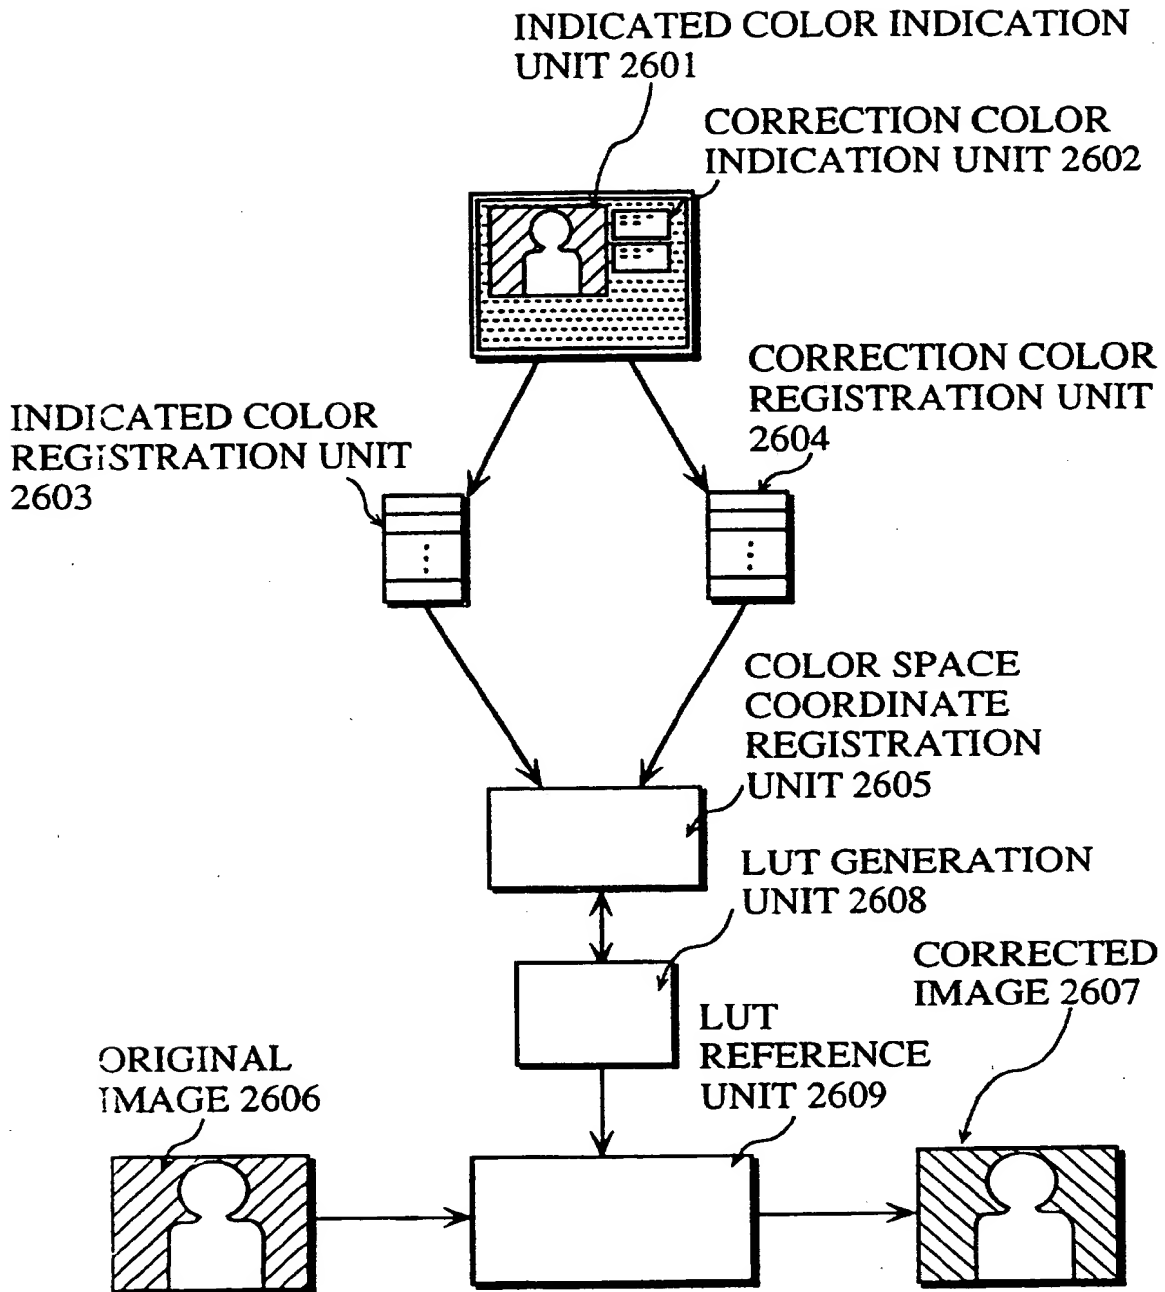 INDICATED COLOR INDICATION
UNIT 2601
CORRECTION COLOR
INDICATION UNIT 2602
CORRECTION COLOR
REGISTRATION UNIT
2604
INDICATED COLOR
REGISTRATION UNIT
2603
COLOR SPACE
COORDINATE
REGISTRATION
UNIT 2605
LUT GENERATION
UNIT 2608
CORRECTED
IMAGE 2607
LUT
REFERENCE
UNIT 2609
ORIGINAL
IMAGE 2606